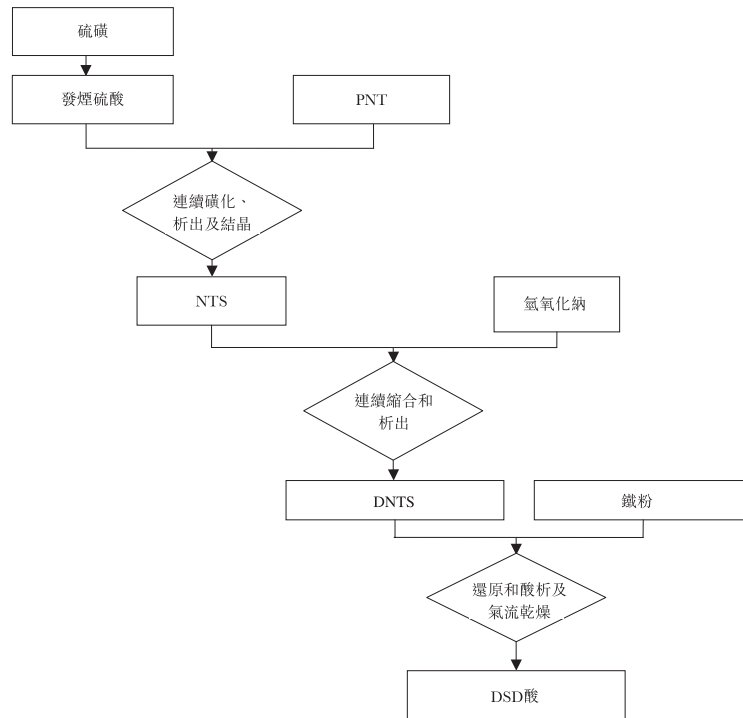 硫磺
發煙硫酸
PNT
連續磺化、
析出及結晶
NTS
氫氧化納
連續縮合和
析出
DNTS
鐵粉
還原和酸析及
氣流乾燥
DSD酸